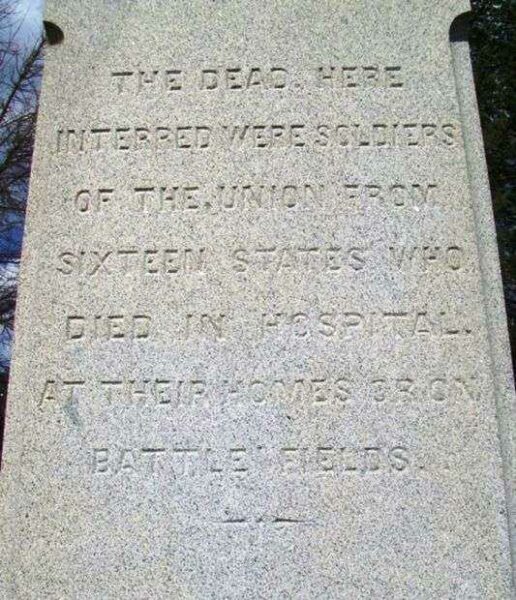 THE DEAD. HERE
INTERRED WERE SOLDIERS
OF THE UNION FROM
SIXTEEN STATES WHO
DIED IN HOSPITAL.
AT THEIR HOMES OR ON
BATTLE FIELDS.